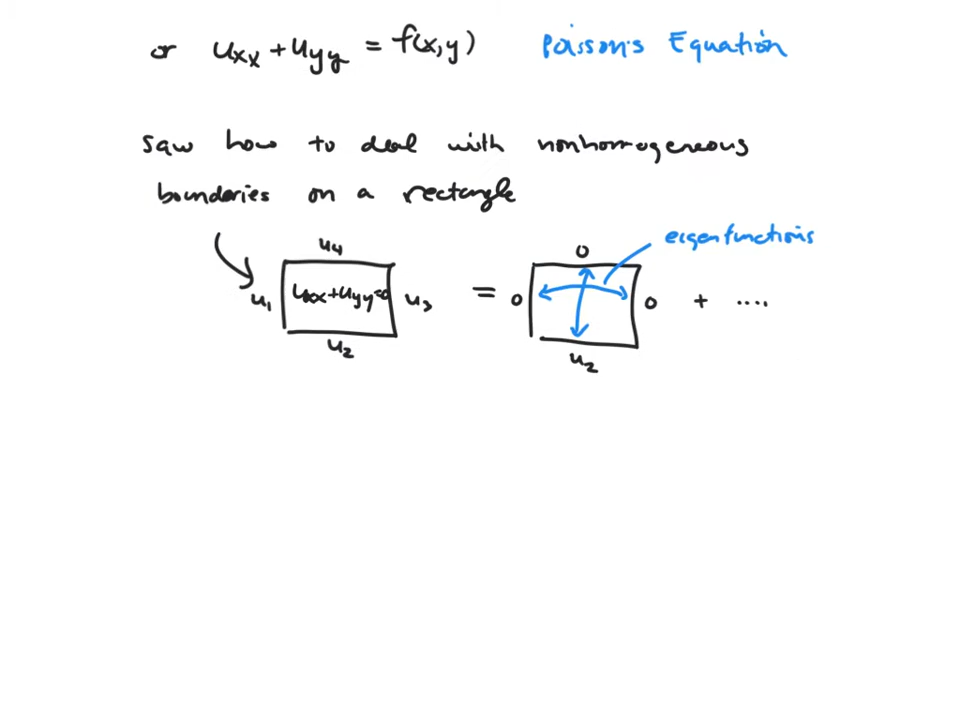 or uxx + uyy = f(x,y) Poisson's Equation
saw how to deal with nonhomogeneous
boundaries on a rectangle
eigenfunctions
u4 0
u1 uxx+uyy=0 u3 = 0 0 + ....
u2 u2